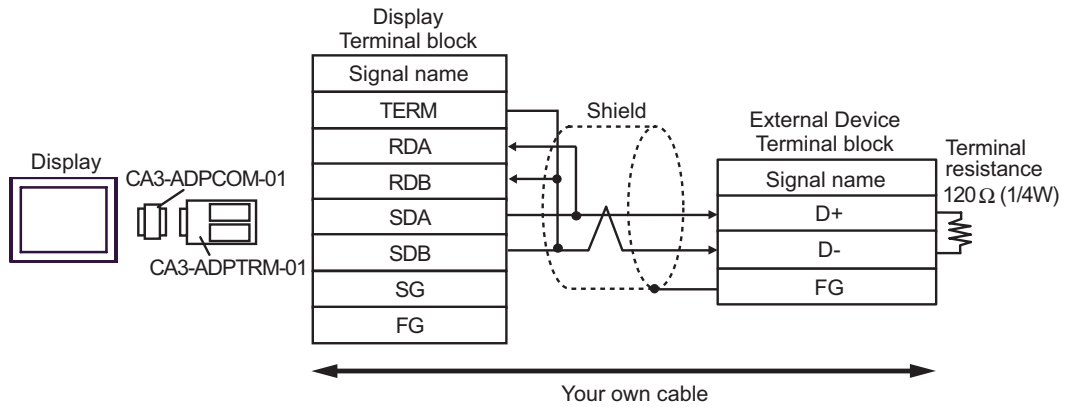 Display
Terminal block
Signal name
TERM
RDA
RDB
SDA
SDB
SG
FG
Shield
External Device
Terminal block
Signal name
D+
D-
FG
Terminal
resistance
120 Ω (1/4W)
Display
CA3-ADPCOM-01
CA3-ADPTRM-01
Your own cable